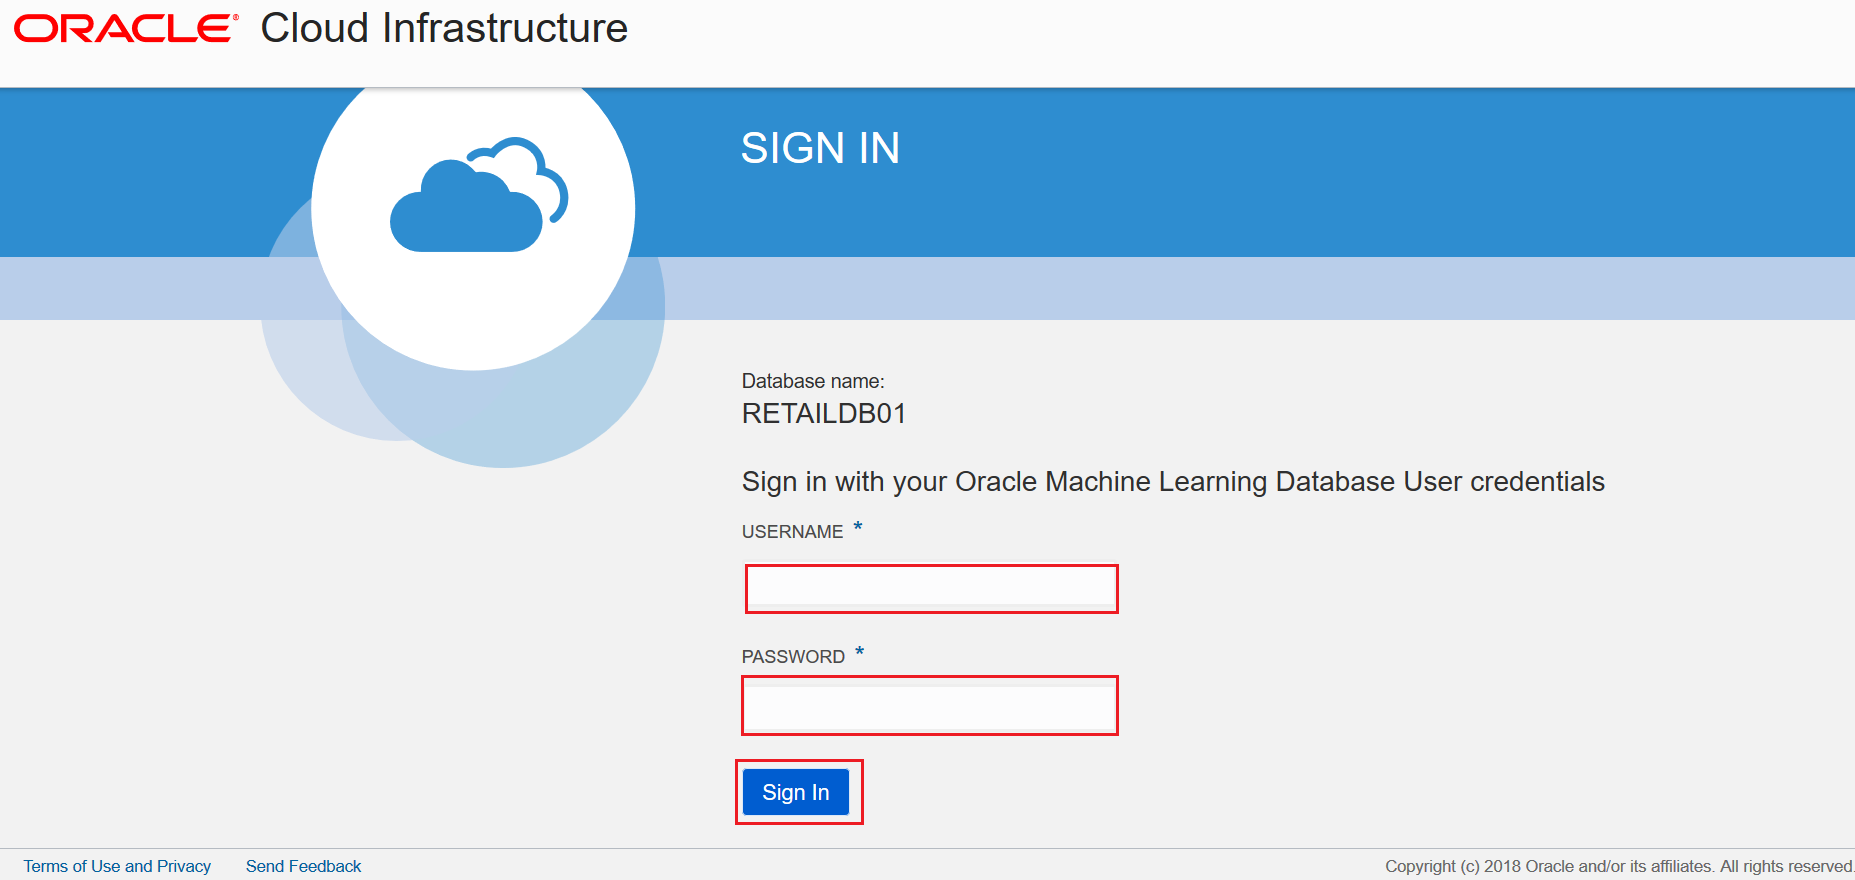 ORACLE® Cloud Infrastructure
SIGN IN
Database name:
RETAILDB01
Sign in with your Oracle Machine Learning Database User credentials
USERNAME *
PASSWORD *
Sign In
Terms of Use and Privacy Send Feedback Copyright (c) 2018 Oracle and/or its affiliates. All rights reserved.